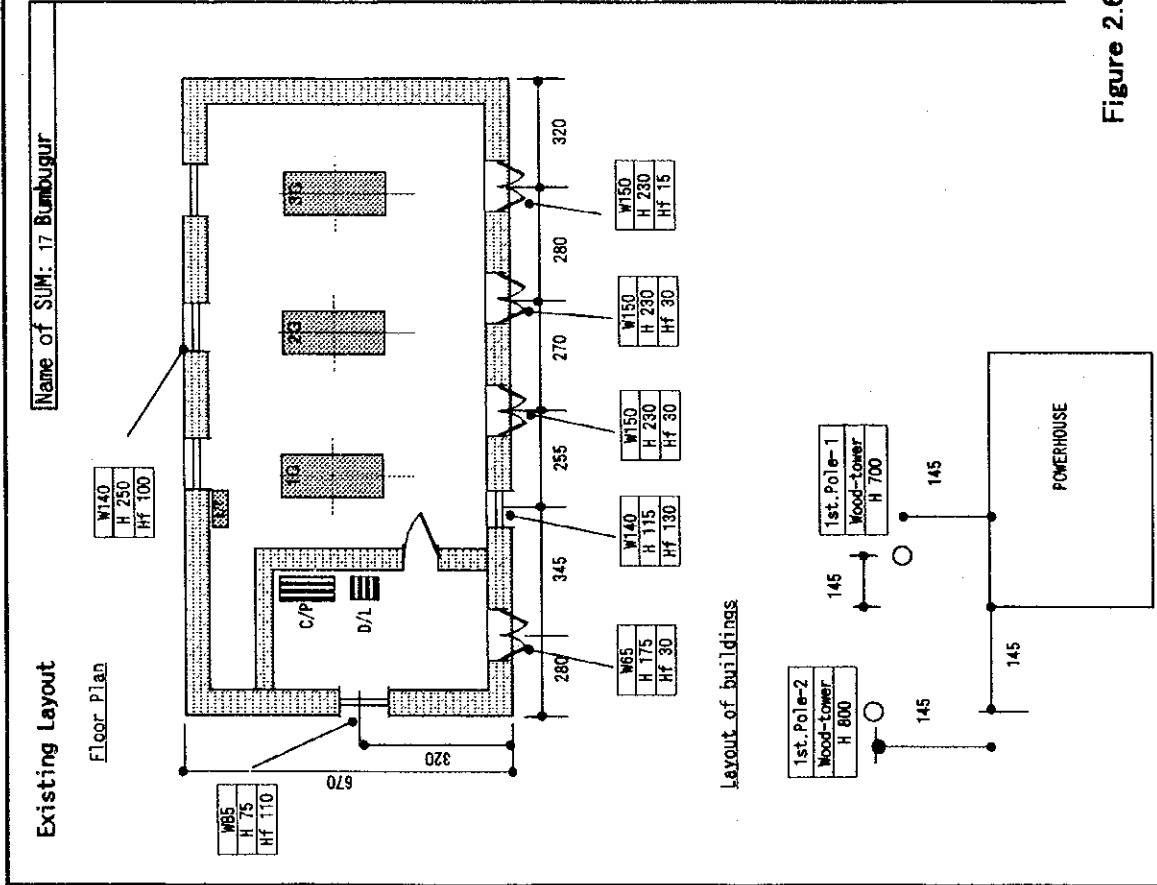 Name of SUM: 17 Bumbugur
Existing Layout
Floor Plan
W140
H 250
Hf 100
W85
H 75
Hf 110
670
320
C/P
D/L
1G
2G
3G
280
345
255
270
280
320
W65
H 175
Hf 30
W140
H 115
Hf 130
W150
H 230
Hf 30
W150
H 230
Hf 30
W150
H 230
Hf 15
Layout of buildings
1st.Pole-2
Wood-tower
H 800
1st.Pole-1
Wood-tower
H 700
145
145
145
145
POWERHOUSE
Figure 2.6